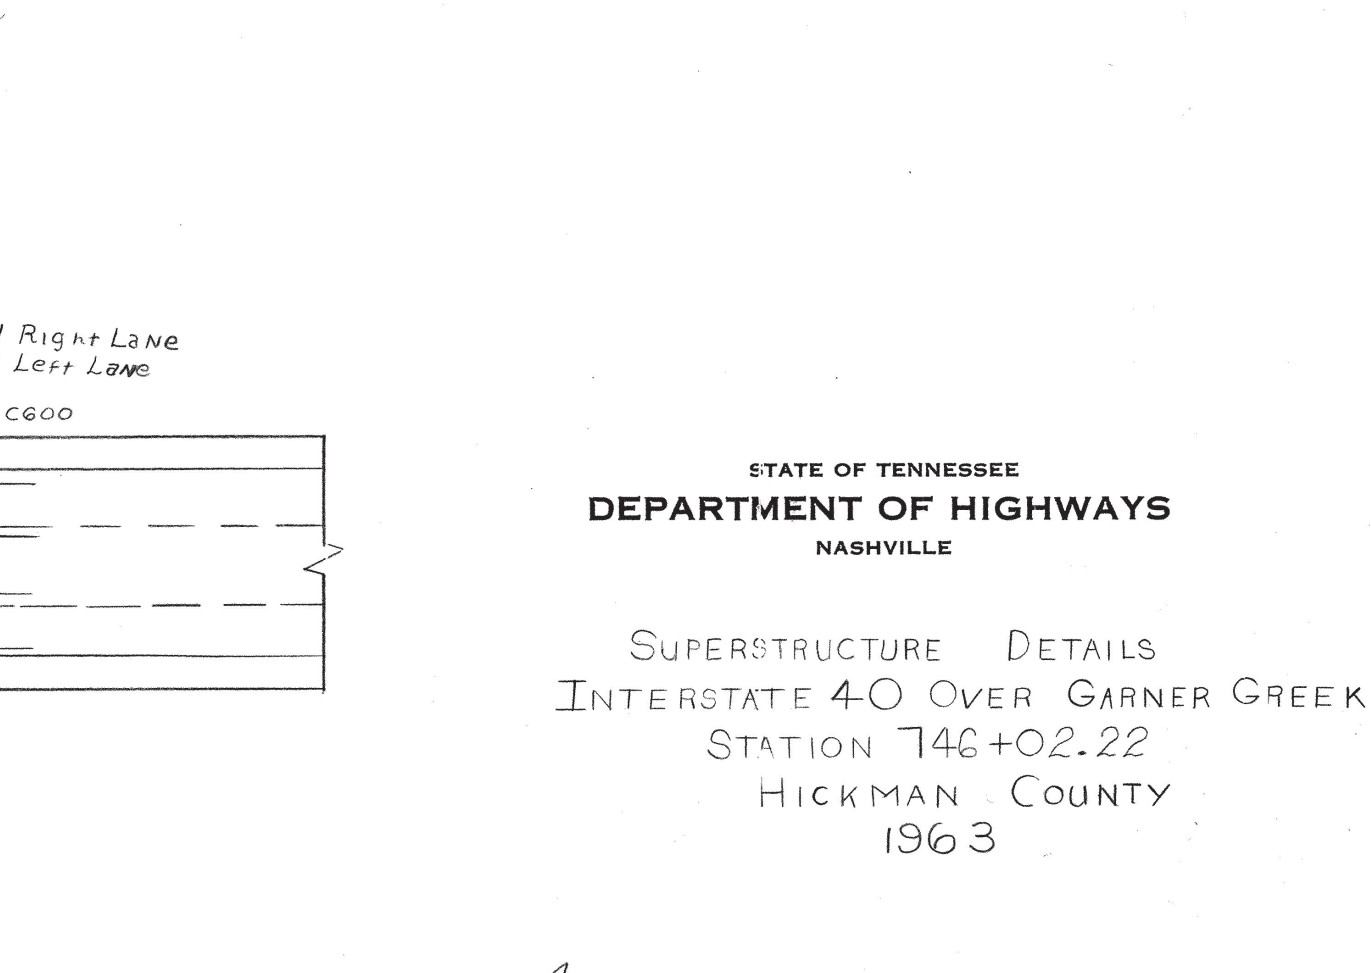 Right Lane
Left Lane
C600
STATE OF TENNESSEE
DEPARTMENT OF HIGHWAYS
NASHVILLE
SUPERSTRUCTURE DETAILS
INTERSTATE 40 OVER GARNER GREEK
STATION 746+02.22
HICKMAN COUNTY
1963